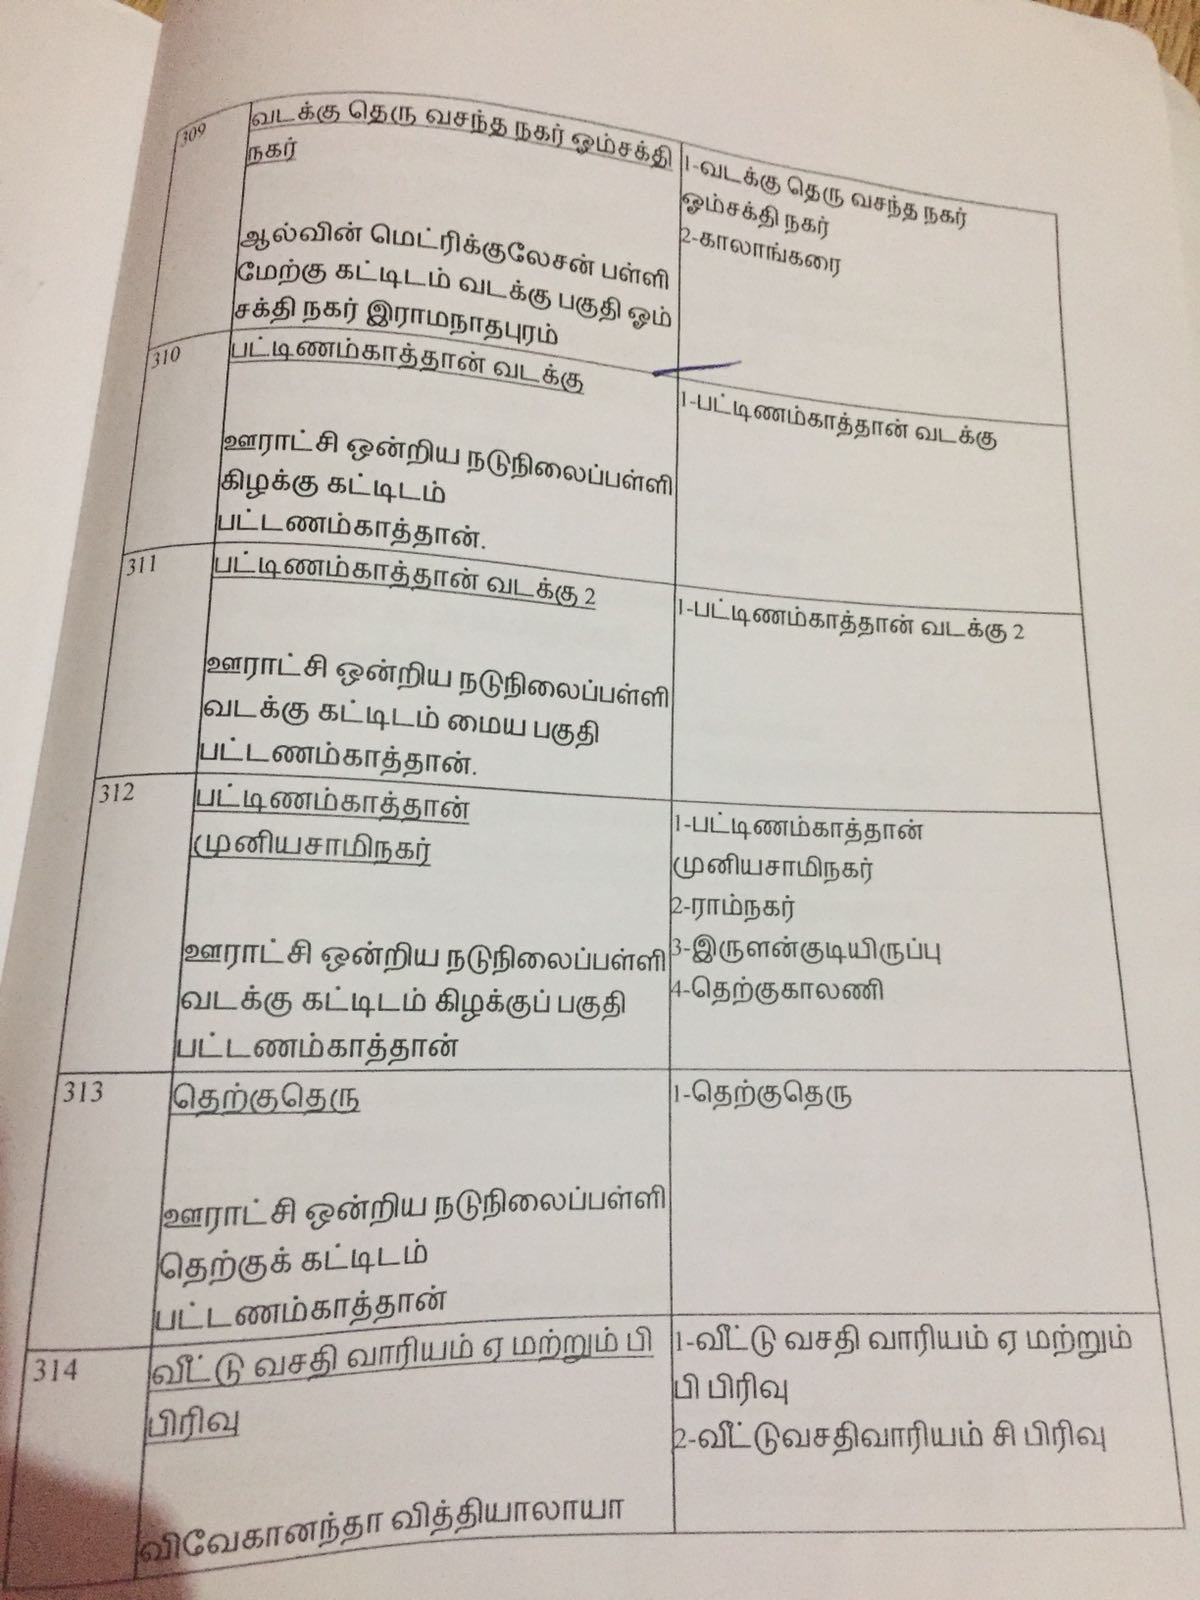 309
வடக்கு தெரு வசந்த நகர் ஓம்சக்தி
நகர்
ஆல்வின் மெட்ரிக்குலேசன் பள்ளி
மேற்கு கட்டிடம் வடக்கு பகுதி ஓம்
சக்தி நகர் இராமநாதபுரம்
1-வடக்கு தெரு வசந்த நகர்
ஓம்சக்தி நகர்
2-காலாங்கரை
310
பட்டிணம்காத்தான் வடக்கு
ஊராட்சி ஒன்றிய நடுநிலைப்பள்ளி
கிழக்கு கட்டிடம்
பட்டணம்காத்தான்.
1-பட்டிணம்காத்தான் வடக்கு
311
பட்டிணம்காத்தான் வடக்கு 2
ஊராட்சி ஒன்றிய நடுநிலைப்பள்ளி
வடக்கு கட்டிடம் மைய பகுதி
பட்டணம்காத்தான்.
1-பட்டிணம்காத்தான் வடக்கு 2
312
பட்டிணம்காத்தான்
முனியசாமிநகர்
ஊராட்சி ஒன்றிய நடுநிலைப்பள்ளி
வடக்கு கட்டிடம் கிழக்குப் பகுதி
பட்டணம்காத்தான்
1-பட்டிணம்காத்தான்
முனியசாமிநகர்
2-ராம்நகர்
3-இருளன்குடியிருப்பு
4-தெற்குகாலணி
313
தெற்குதெரு
ஊராட்சி ஒன்றிய நடுநிலைப்பள்ளி
தெற்குக் கட்டிடம்
பட்டணம்காத்தான்
1-தெற்குதெரு
314
வீட்டு வசதி வாரியம் ஏ மற்றும் பி
பிரிவு
விவேகானந்தா வித்தியாலாயா
1-வீட்டு வசதி வாரியம் ஏ மற்றும்
பி பிரிவு
2-வீட்டுவசதிவாரியம் சி பிரிவு